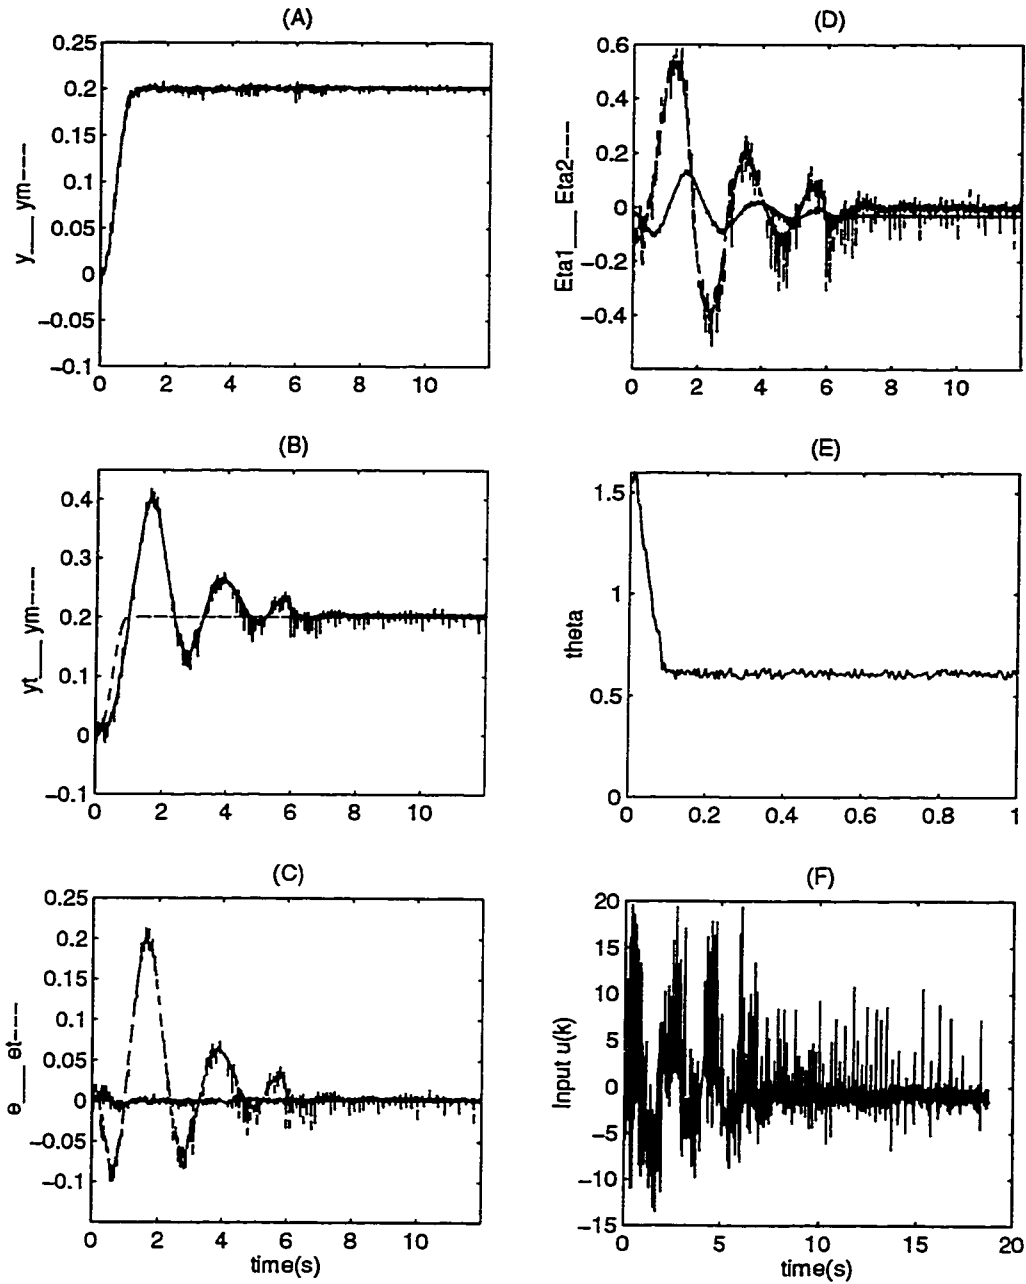 (A)
0.25
0.2
0.15
0.1
0.05
0
−0.05
−0.1
0 2 4 6 8 10
y___ ym---
(D)
0.6
0.4
0.2
0
−0.2
−0.4
0 2 4 6 8 10
Eta1___ Eta2---
(B)
0.4
0.3
0.2
0.1
0
−0.1
0 2 4 6 8 10
yt___ ym---
(E)
1.5
1
0.5
0
0 0.2 0.4 0.6 0.8 1
theta
(C)
0.25
0.2
0.15
0.1
0.05
0
−0.05
−0.1
0 2 4 6 8 10
e___ et---
time(s)
(F)
20
15
10
5
0
−5
−10
−15
0 5 10 15 20
Input u(k)
time(s)